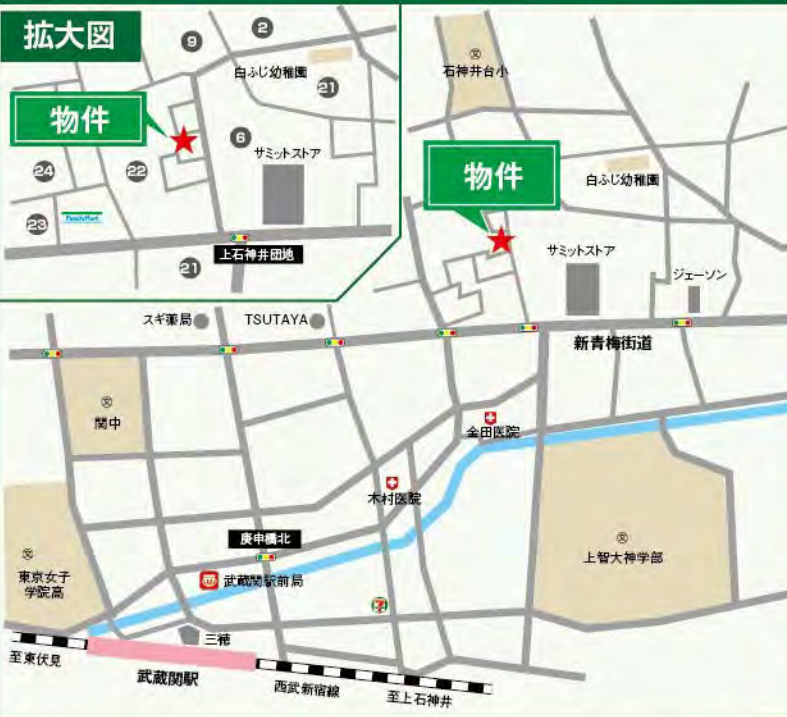 拡大図
9
2
白ふじ幼稚園
21
物件
6
サミットストア
24
22
23
FamilyMart
上石神井団地
21
文
石神井台小
物件
白ふじ幼稚園
サミットストア
ジェーソン
スギ薬局
TSUTAYA
新青梅街道
文
関中
金田医院
木村医院
庚申橋北
文
上智大神学部
文
東京女子
学院高
武蔵関駅前局
7
三徳
至東伏見
武蔵関駅
西武新宿線
至上石神井